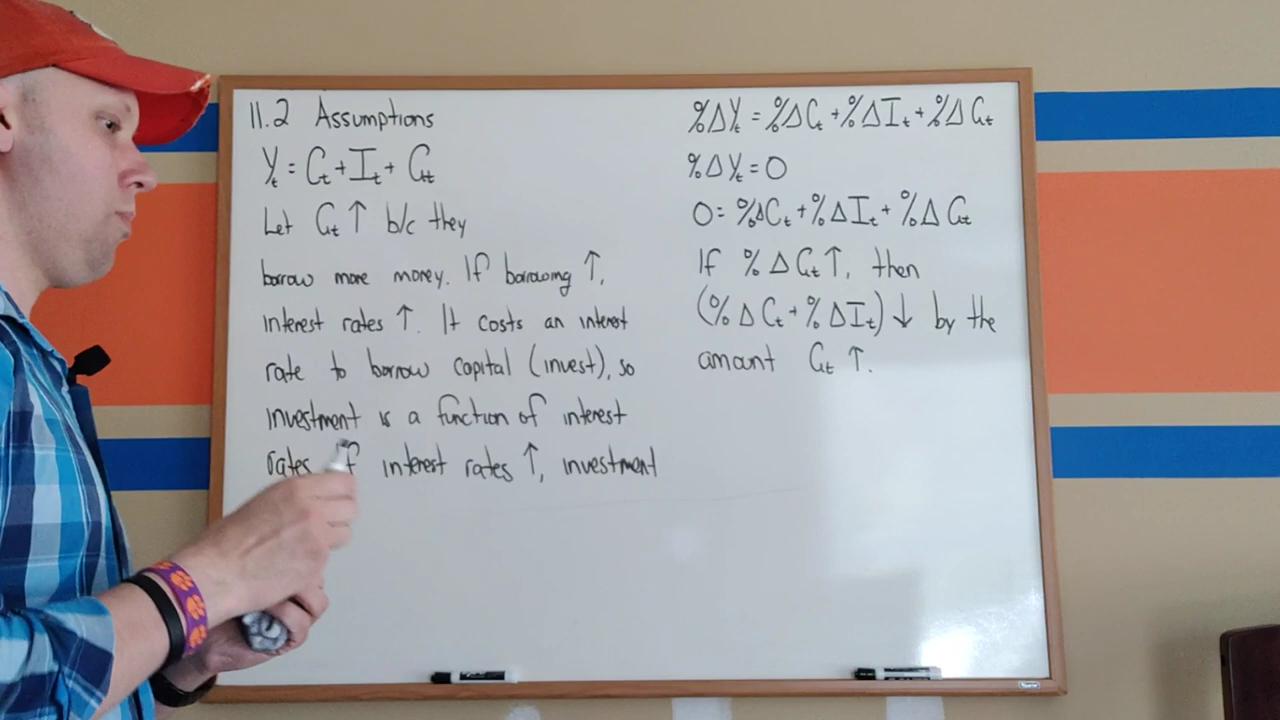 11.2 Assumptions
Yt = Ct + It + Gt
Let Gt ↑ b/c they
borrow more money. If borrowing ↑,
interest rates ↑. It costs an interest
rate to borrow capital (invest), so
investment is a function of interest
rates if interest rates ↑, investment
%ΔYt = %ΔCt + %ΔIt + %ΔGt
%ΔYt = 0
0 = %ΔCt + %ΔIt + %ΔGt
If %ΔGt ↑, then
(%ΔCt + %ΔIt) ↓ by the
amount Gt ↑.